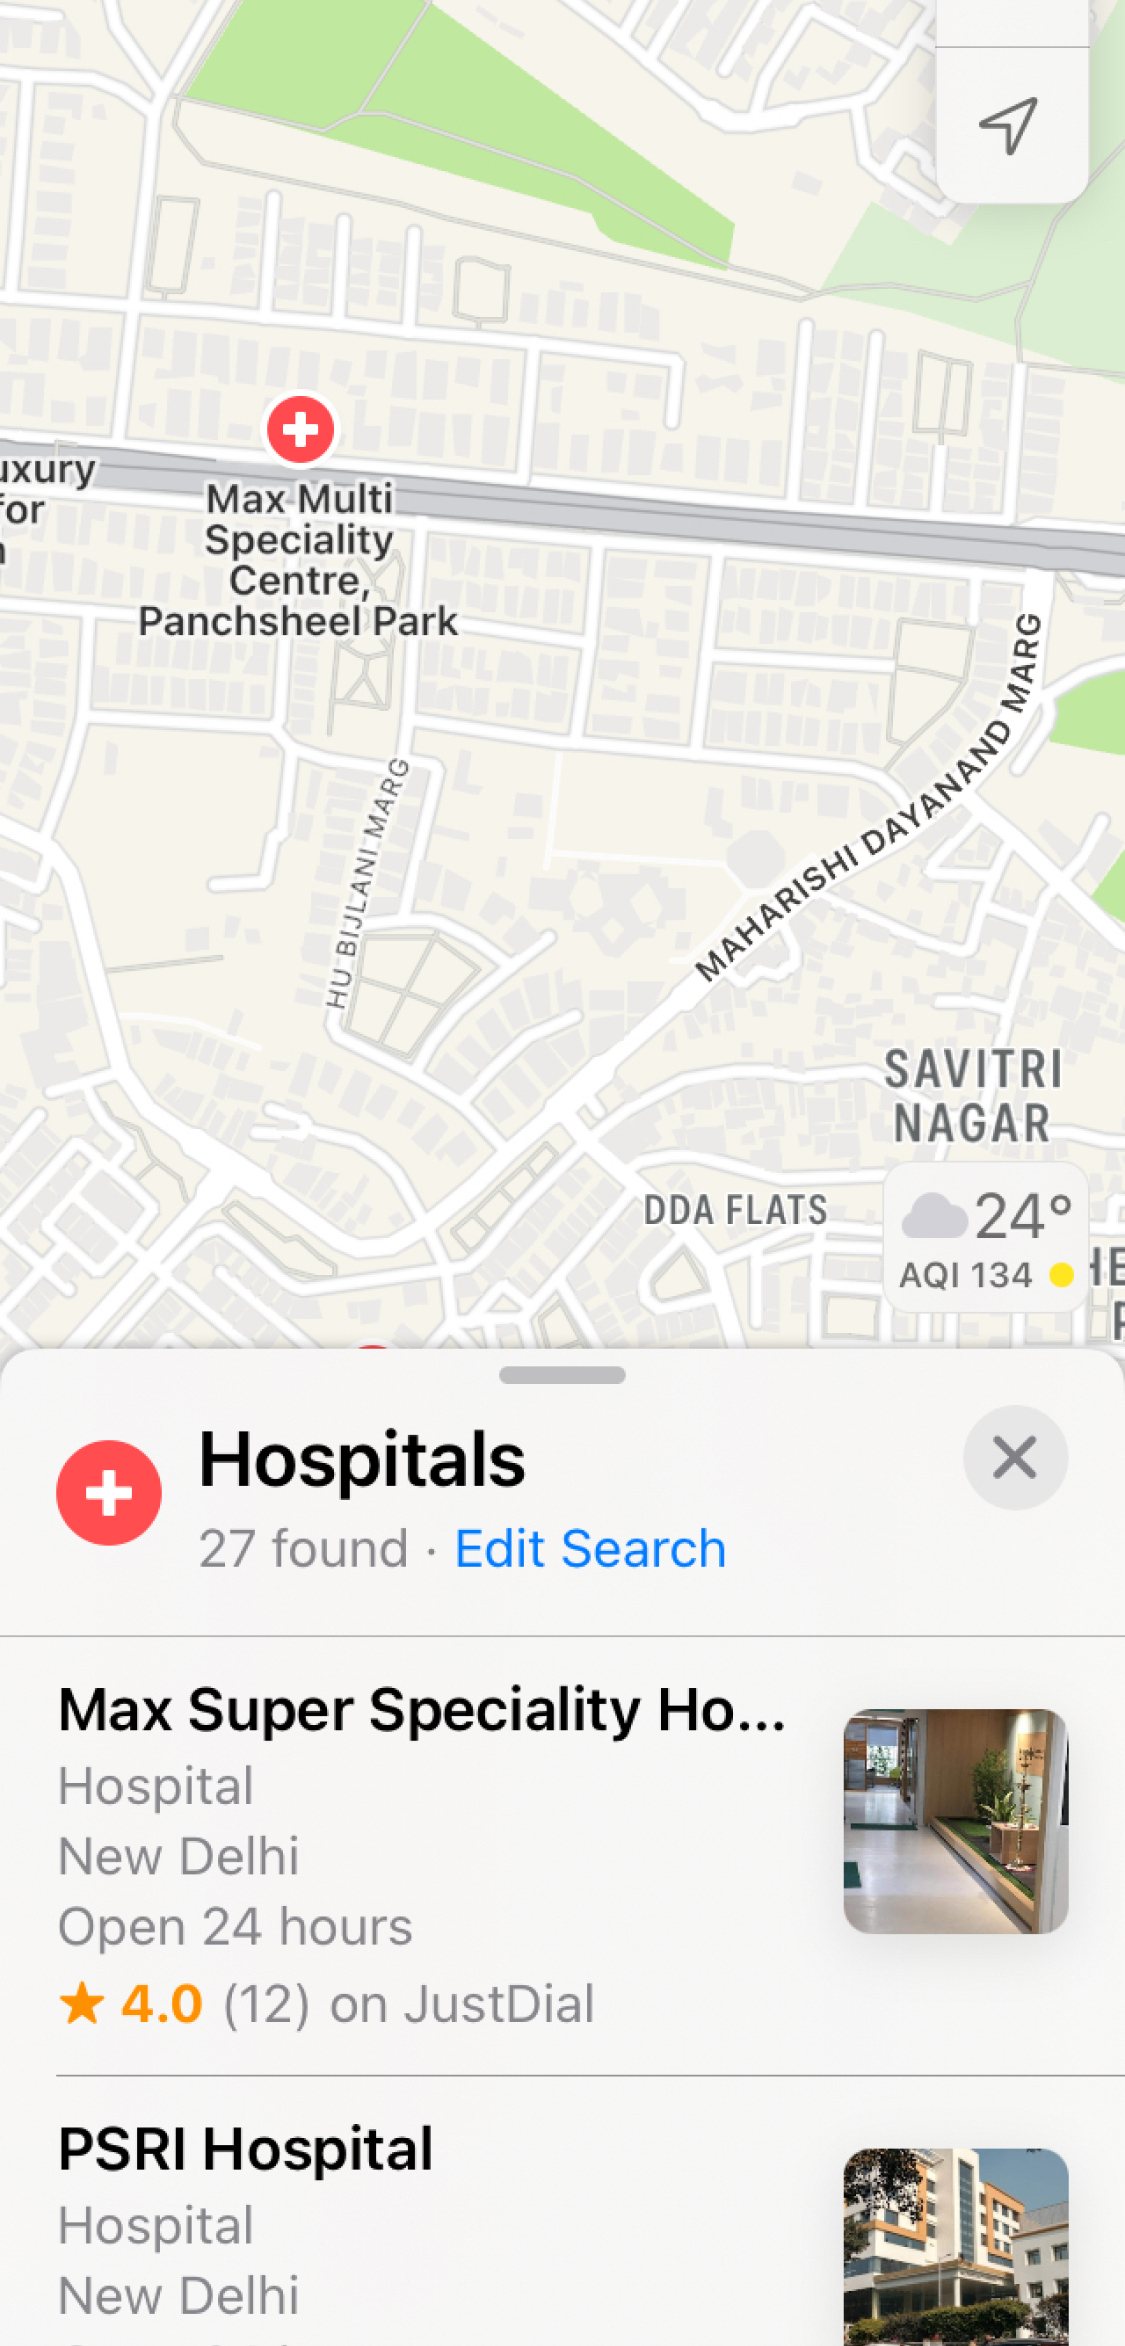 uxury
for
Max Multi
Speciality
Centre,
Panchsheel Park
MAHARISHI DAYANAND MARG
HU BIJLANI MARG
SAVITRI
NAGAR
DDA FLATS
24°
AQI 134
HE
Hospitals
27 found · Edit Search
Max Super Speciality Ho...
Hospital
New Delhi
Open 24 hours
★ 4.0 (12) on JustDial
PSRI Hospital
Hospital
New Delhi